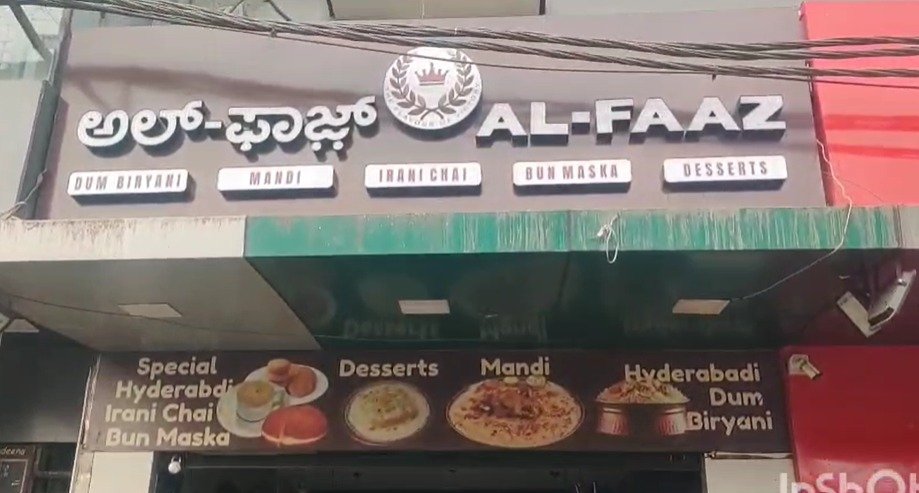 ಅಲ್-ಫಾಜ಼್
AL-FAAZ
DUM BIRYANI
MANDI
IRANI CHAI
BUN MASKA
DESSERTS
Special
Hyderabdi
Irani Chai
Bun Maska
Desserts
Mandi
Hyderabadi
Dum
Biryani